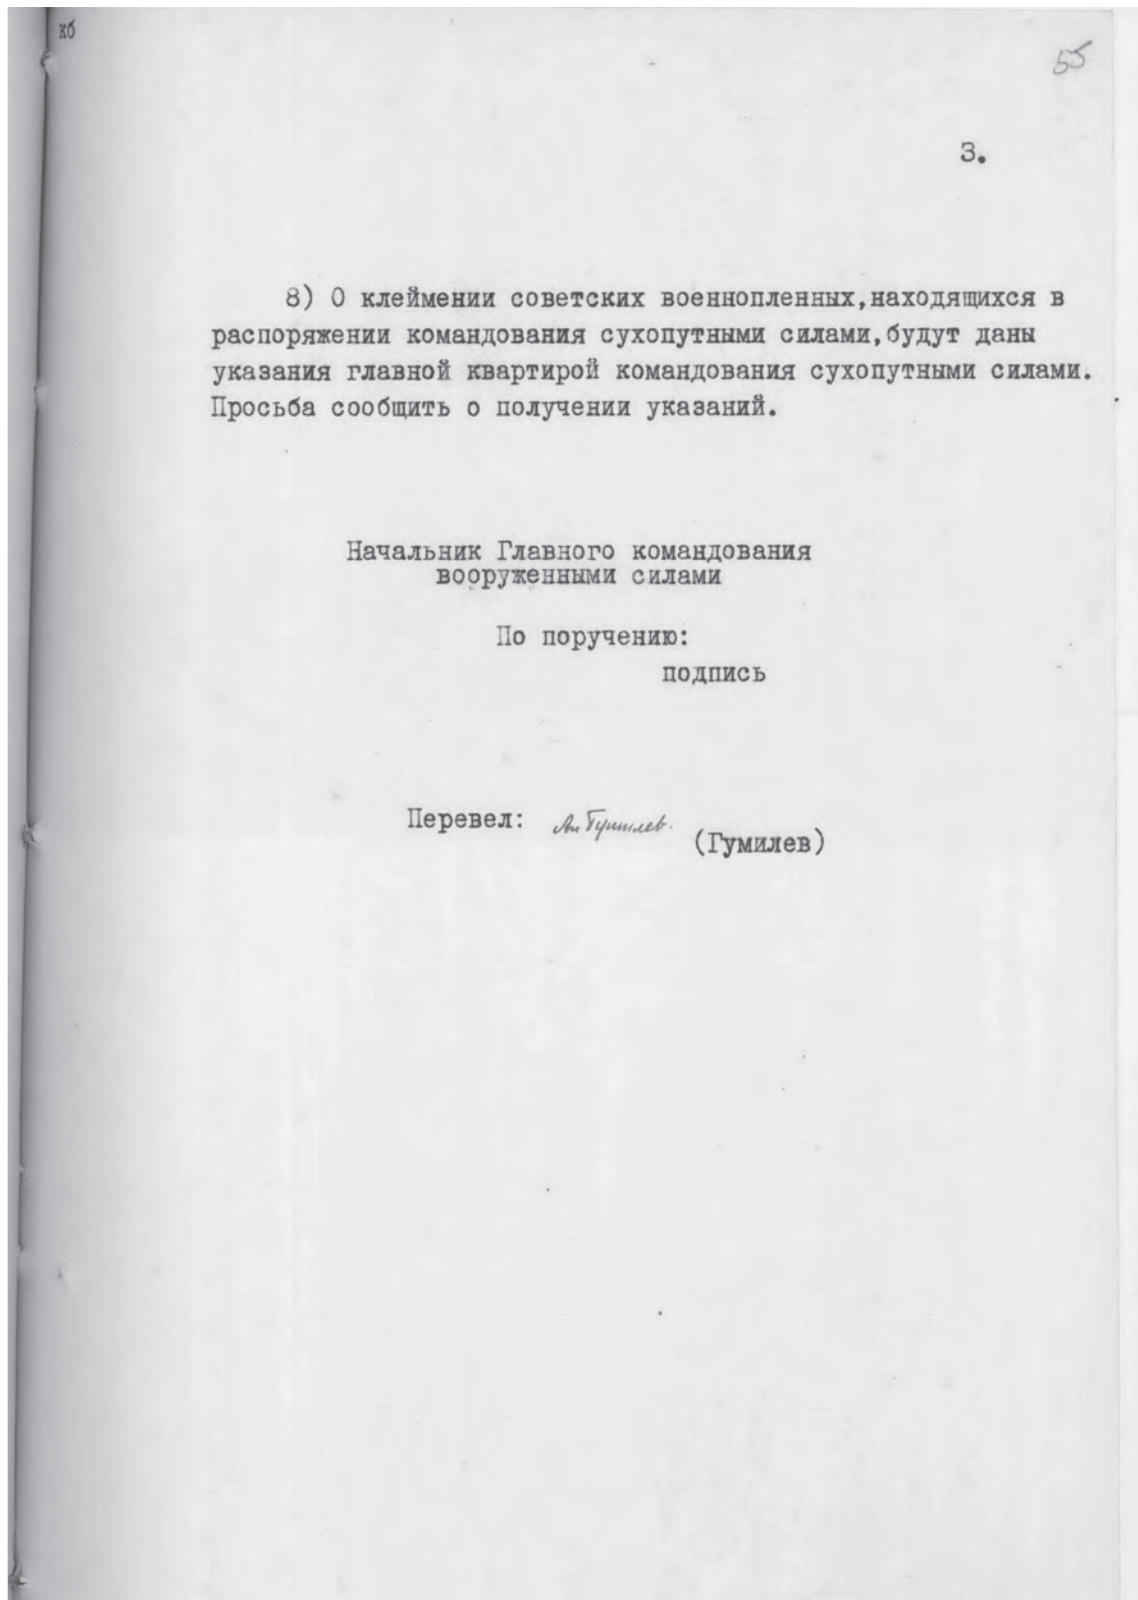 кб
55
3.
8) О клеймении советских военнопленных,находящихся в
распоряжении командования сухопутными силами,будут даны
указания главной квартирой командования сухопутными силами.
Просьба сообщить о получении указаний.
Начальник Главного командования
вооруженными силами
По поручению:
подпись
Перевел:
(Гумилев)